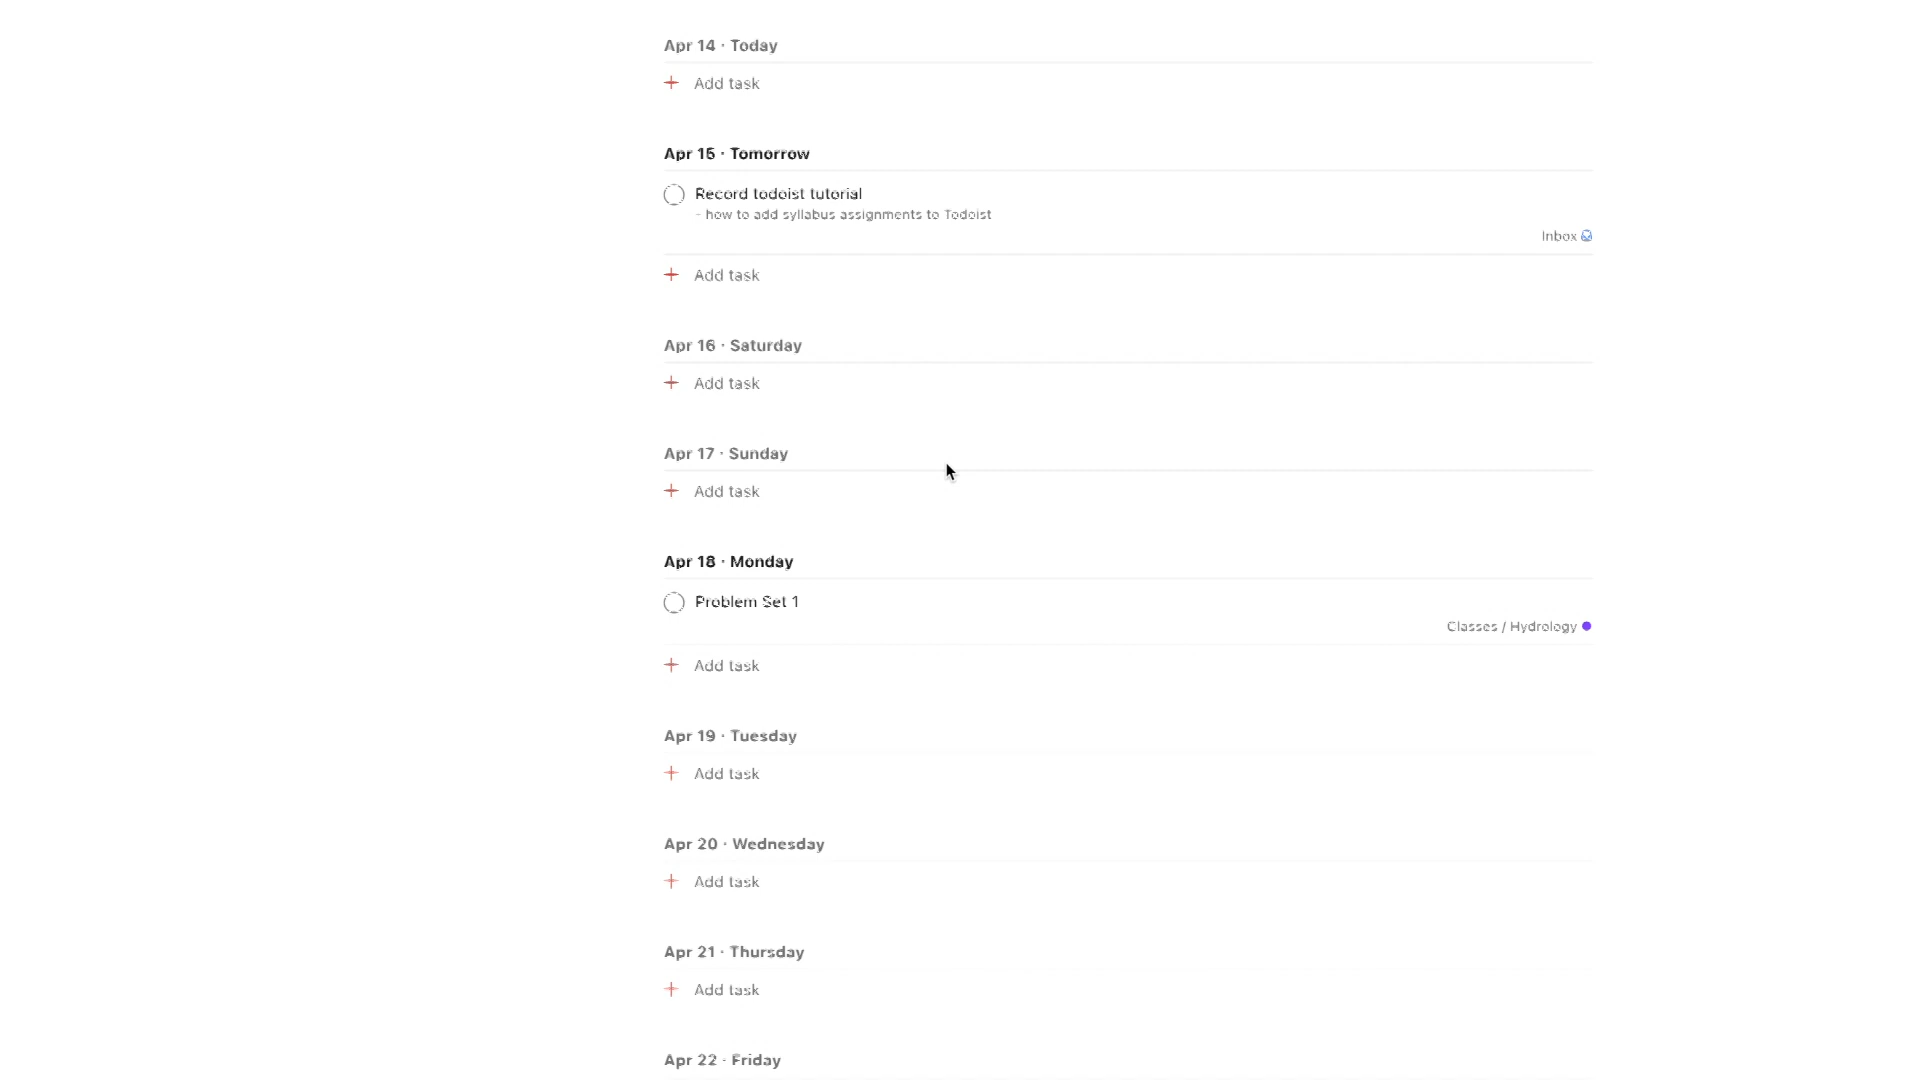 Apr 14 · Today
Add task
Apr 15 · Tomorrow
Record todoist tutorial
- how to add syllabus assignments to Todoist
Inbox
Add task
Apr 16 · Saturday
Add task
Apr 17 · Sunday
Add task
Apr 18 · Monday
Problem Set 1
Classes / Hydrology
Add task
Apr 19 · Tuesday
Add task
Apr 20 · Wednesday
Add task
Apr 21 · Thursday
Add task
Apr 22 · Friday